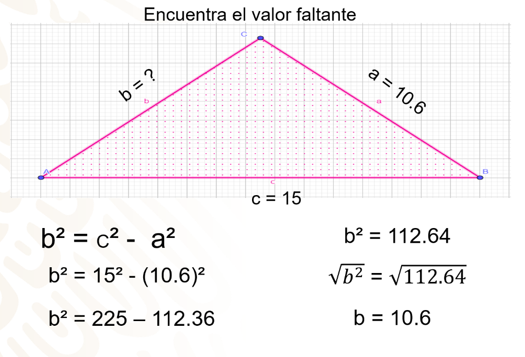 Encuentra el valor faltante
C
b = ?
b
a = 10.6
a
A
B
c
c = 15
b² = c² - a²
b² = 15² - (10.6)²
b² = 225 – 112.36
b² = 112.64
√b² = √112.64
b = 10.6